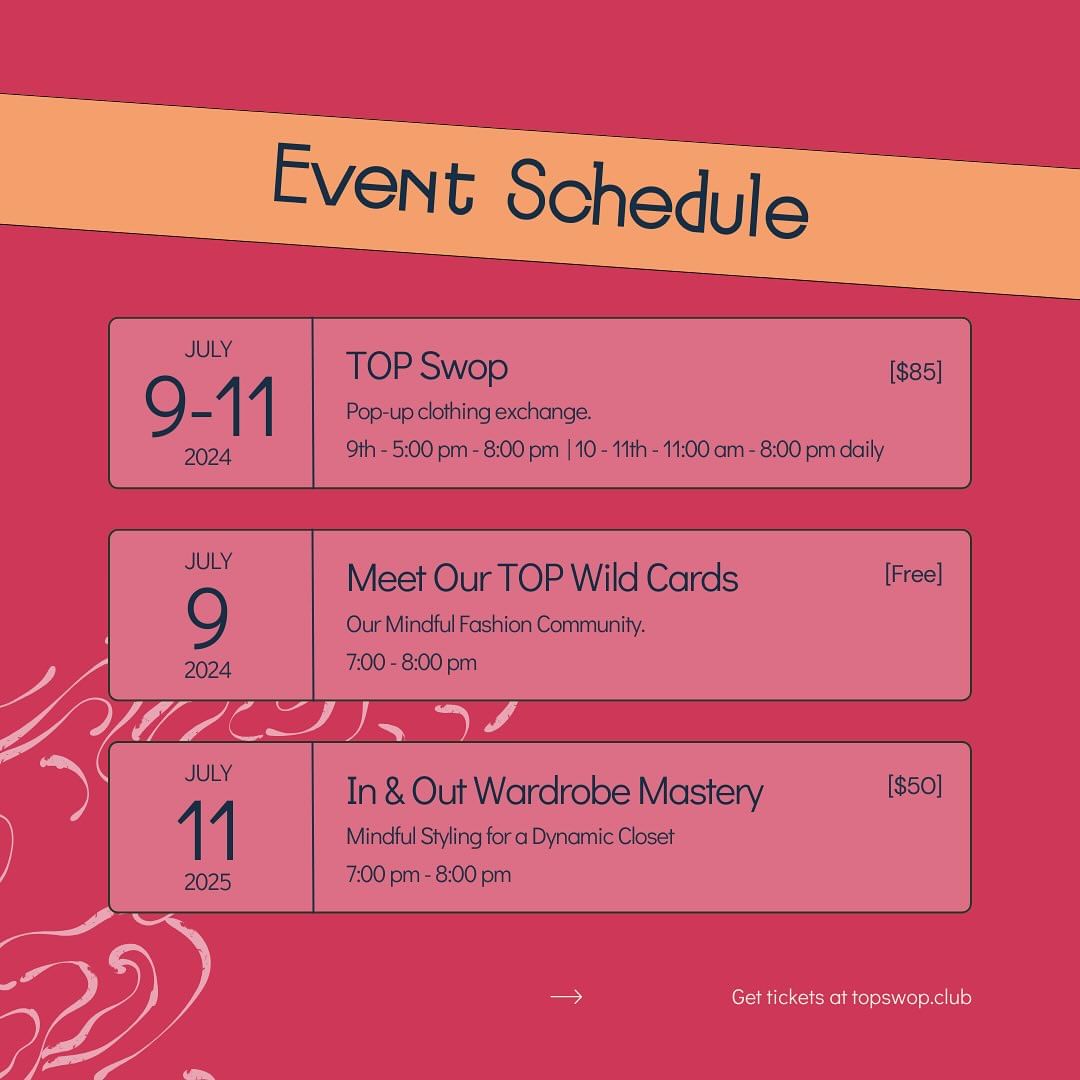 Event Schedule
JULY
9-11
2024
TOP Swop
[$85]
Pop-up clothing exchange.
9th - 5:00 pm - 8:00 pm | 10 - 11th - 11:00 am - 8:00 pm daily
JULY
9
2024
Meet Our TOP Wild Cards
[Free]
Our Mindful Fashion Community.
7:00 - 8:00 pm
JULY
11
2025
In & Out Wardrobe Mastery
[$50]
Mindful Styling for a Dynamic Closet
7:00 pm - 8:00 pm
→
Get tickets at topswop.club